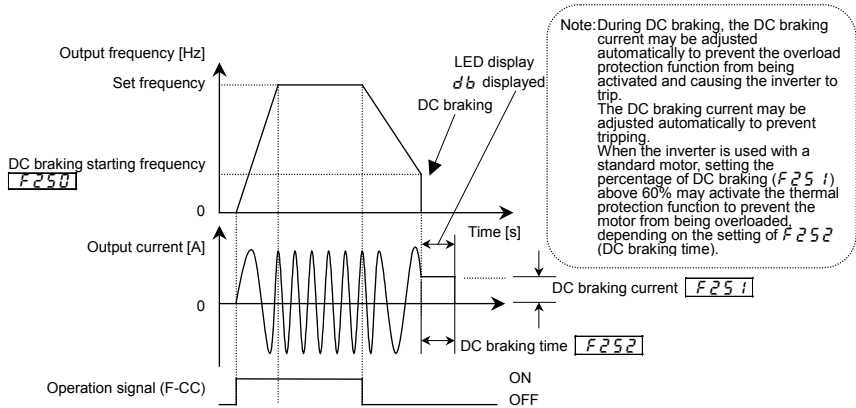 Output frequency [Hz]
Set frequency
DC braking starting frequency
F250
0
LED display
db displayed
DC braking
Time [s]
Output current [A]
0
DC braking current F251
DC braking time F252
Operation signal (F-CC)
ON
OFF
Note:During DC braking, the DC braking
current may be adjusted
automatically to prevent the overload
protection function from being
activated and causing the inverter to
trip.
The DC braking current may be
adjusted automatically to prevent
tripping.
When the inverter is used with a
standard motor, setting the
percentage of DC braking (F251)
above 60% may activate the thermal
protection function to prevent the
motor from being overloaded,
depending on the setting of F252
(DC braking time).